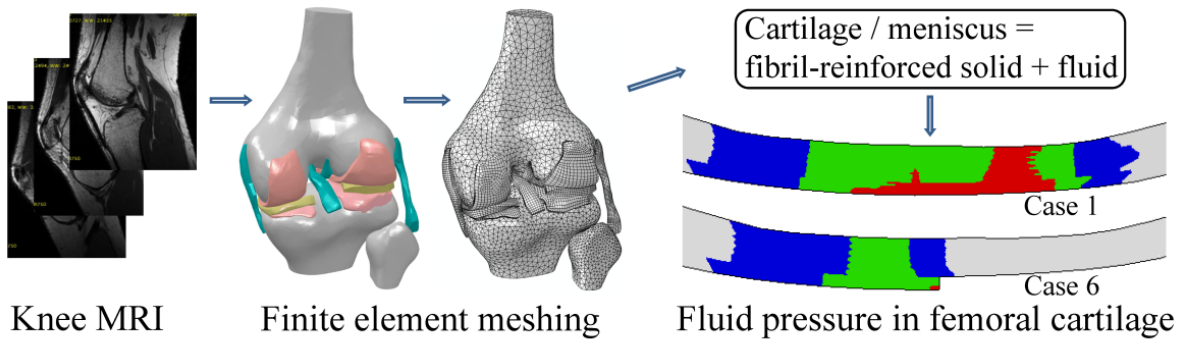 Cartilage / meniscus =
fibril-reinforced solid + fluid
Case 1
Case 6
Knee MRI
Finite element meshing
Fluid pressure in femoral cartilage